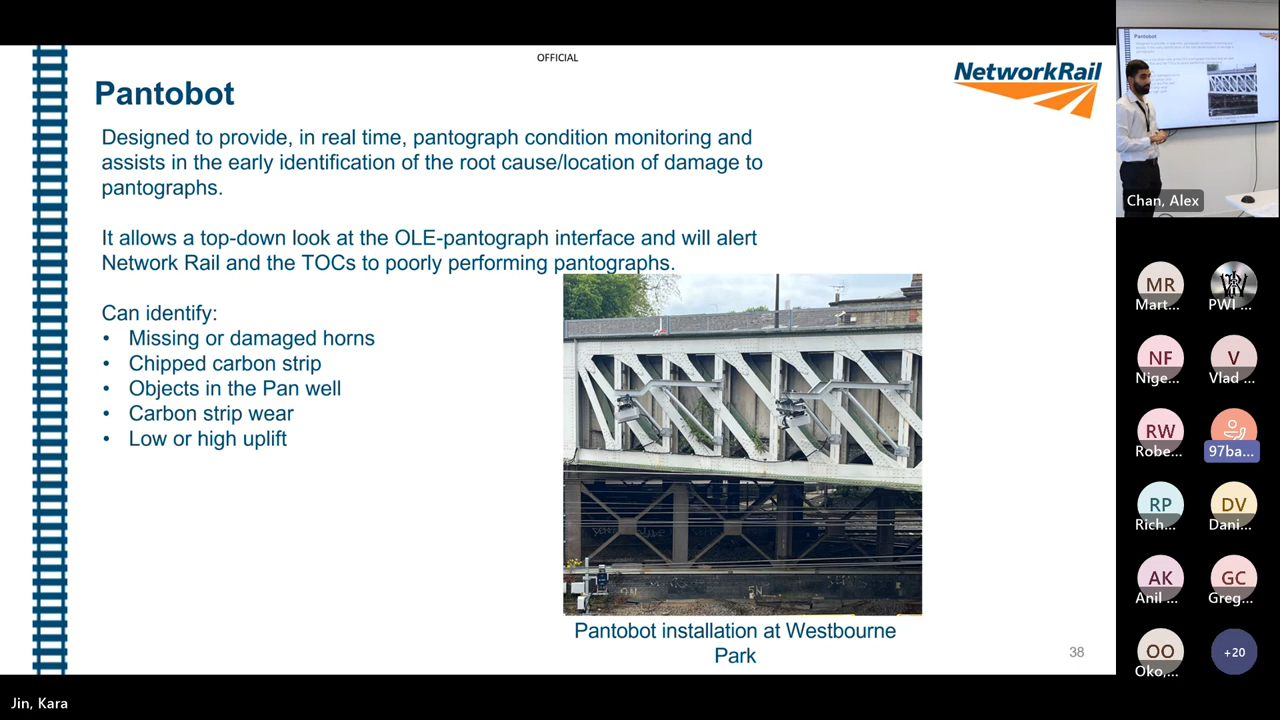 OFFICIAL
NetworkRail
Pantobot
Designed to provide, in real time, pantograph condition monitoring and
assists in the early identification of the root cause/location of damage to
pantographs.
It allows a top-down look at the OLE-pantograph interface and will alert
Network Rail and the TOCs to poorly performing pantographs.
Can identify:
• Missing or damaged horns
• Chipped carbon strip
• Objects in the Pan well
• Carbon strip wear
• Low or high uplift
Pantobot installation at Westbourne
Park
38
Pantobot
Chan, Alex
MR
Mart...
PWI ...
NF
Nige...
V
Vlad ...
RW
Robe...
97ba...
RP
Rich...
DV
Dani...
AK
Anil ...
GC
Greg...
OO
Oko,...
+20
Jin, Kara